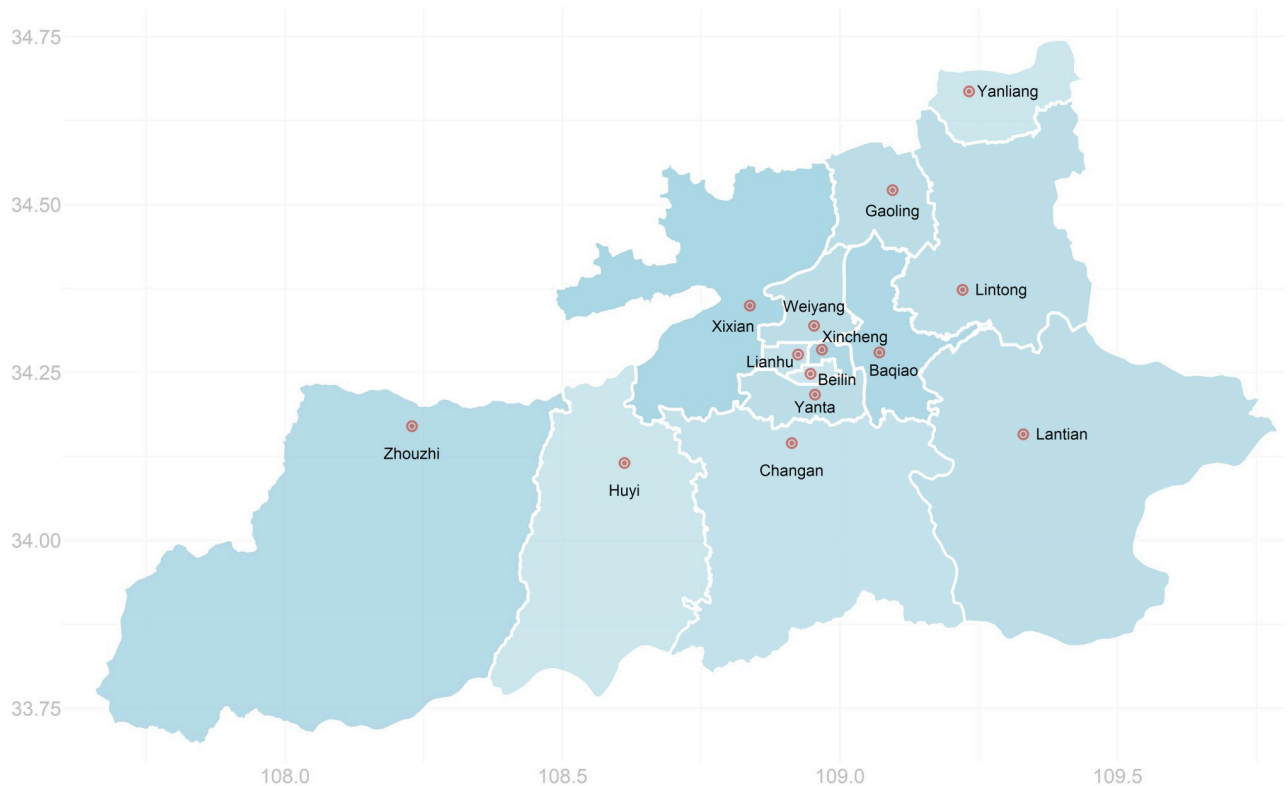 34.75
Yanliang
34.50
Gaoling
Lintong
Weiyang
Xixian
Xincheng
Lianhu
Baqiao
34.25
Beilin
Yanta
Lantian
Zhouzhi
Changan
Huyi
34.00
33.75
108.0
108.5
109.0
109.5